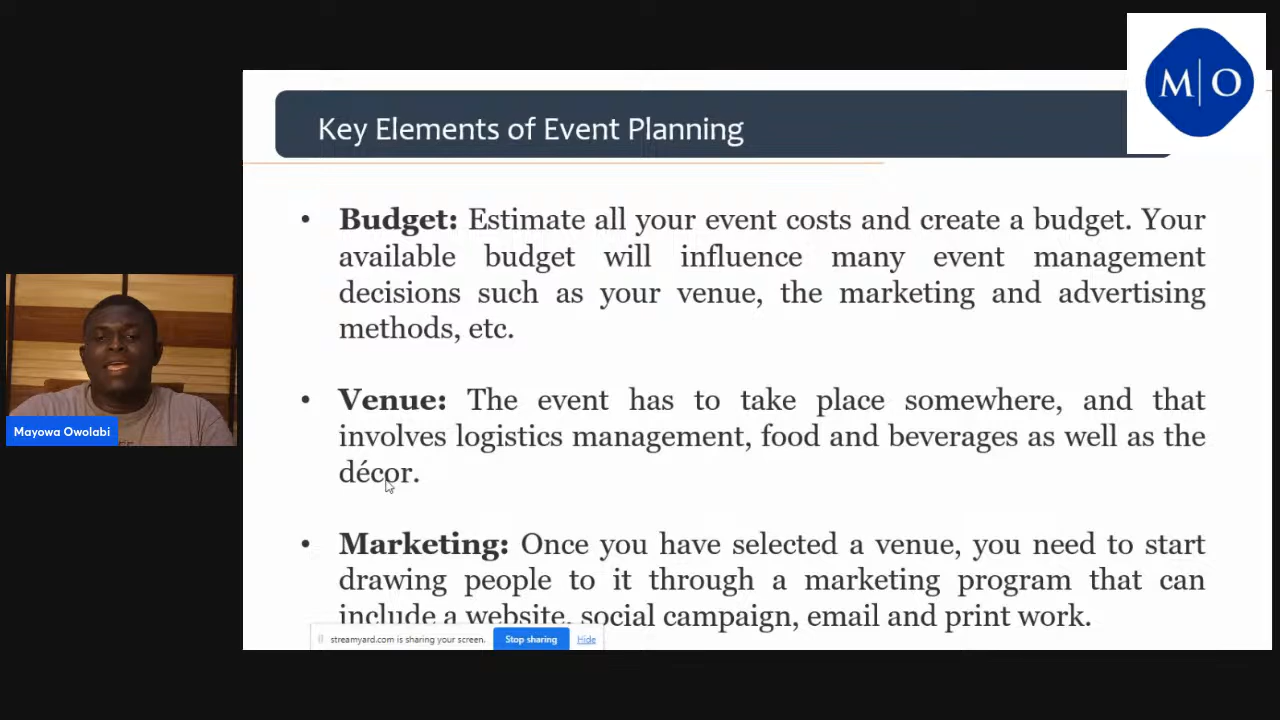 M|O
Key Elements of Event Planning
• Budget: Estimate all your event costs and create a budget. Your
available budget will influence many event management
decisions such as your venue, the marketing and advertising
methods, etc.
• Venue: The event has to take place somewhere, and that
involves logistics management, food and beverages as well as the
décor.
Mayowa Owolabi
• Marketing: Once you have selected a venue, you need to start
drawing people to it through a marketing program that can
include a website, social campaign, email and print work.
streamyard.com is sharing your screen. Stop sharing Hide